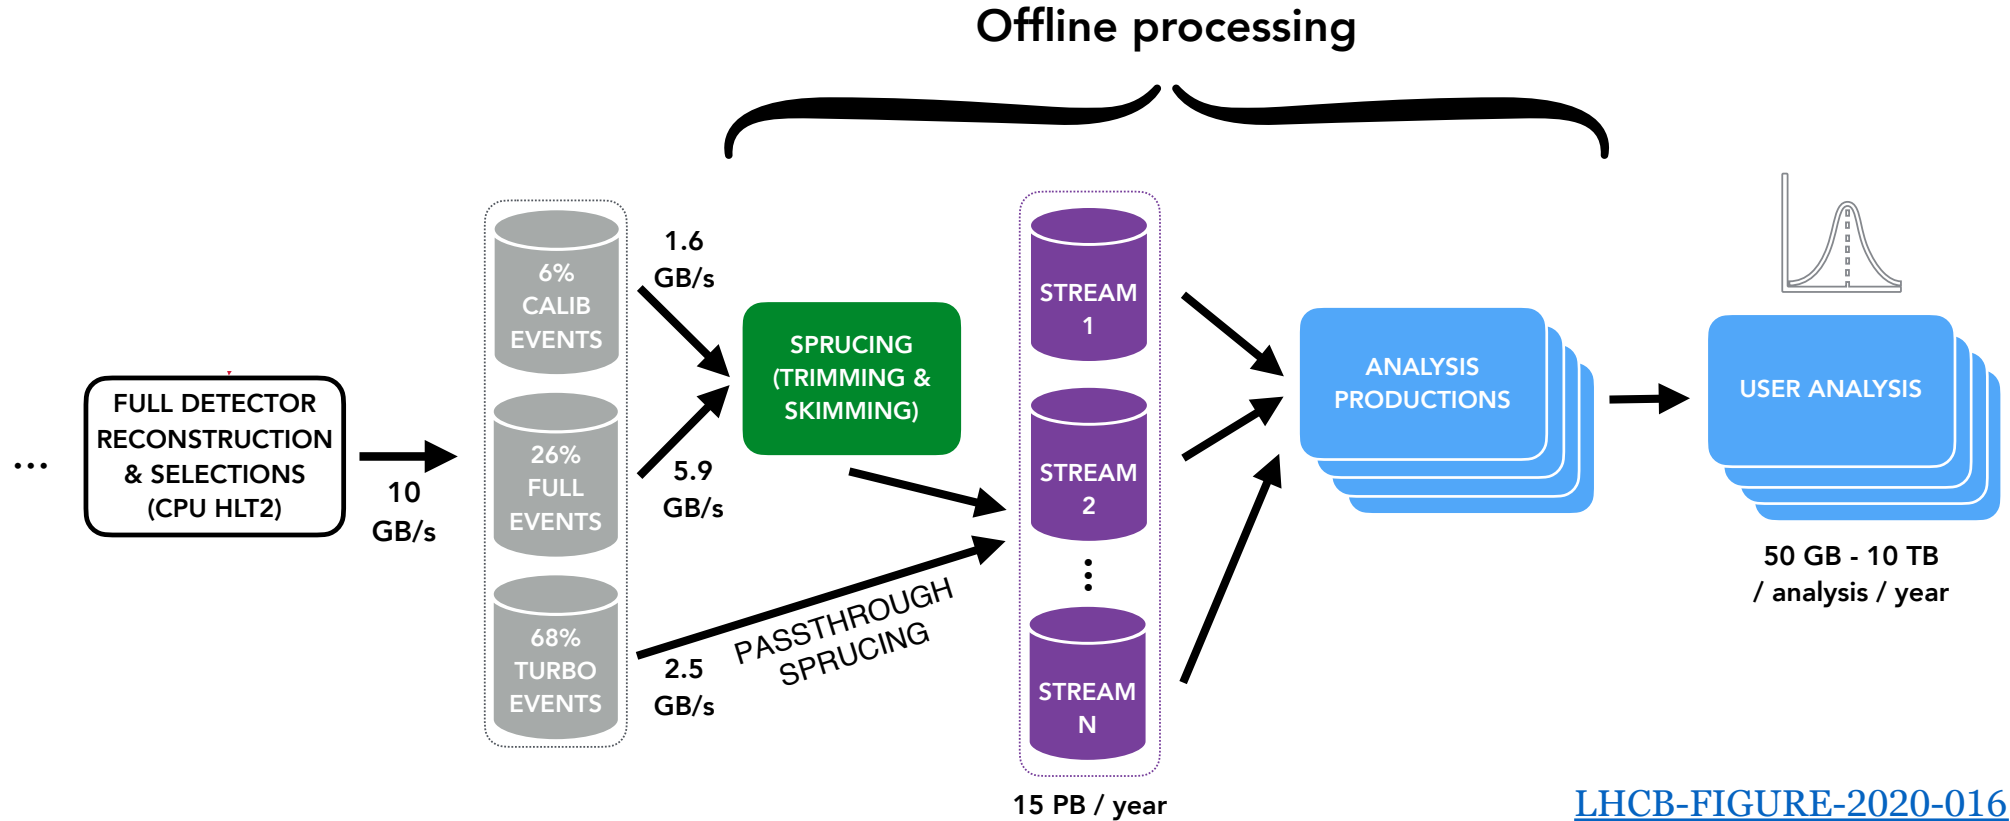 Offline processing
...
FULL DETECTOR
RECONSTRUCTION
& SELECTIONS
(CPU HLT2)
10
GB/s
6%
CALIB
EVENTS
26%
FULL
EVENTS
68%
TURBO
EVENTS
1.6
GB/s
5.9
GB/s
2.5
GB/s
SPRUCING
(TRIMMING &
SKIMMING)
PASSTHROUGH
SPRUCING
STREAM
1
STREAM
2
...
STREAM
N
15 PB / year
ANALYSIS
PRODUCTIONS
USER ANALYSIS
50 GB - 10 TB
/ analysis / year
LHCB-FIGURE-2020-016